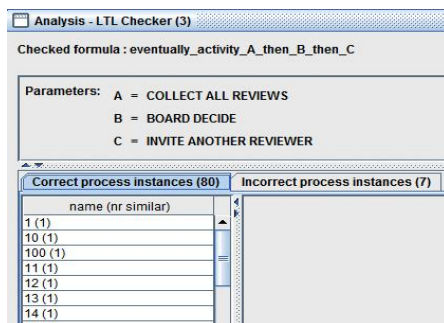 Analysis - LTL Checker (3)
Checked formula : eventually_activity_A_then_B_then_C
Parameters: A = COLLECT ALL REVIEWS
B = BOARD DECIDE
C = INVITE ANOTHER REVIEWER
Correct process instances (80) Incorrect process instances (7)
name (nr similar)
1 (1)
10 (1)
100 (1)
11 (1)
12 (1)
13 (1)
14 (1)